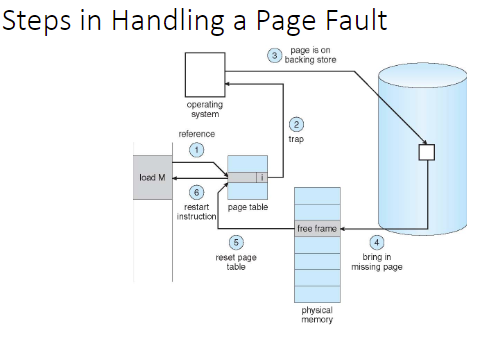 Steps in Handling a Page Fault
3
page is on
backing store
operating
system
2
trap
reference
1
load M
i
6
restart
instruction
page table
free frame
5
reset page
table
4
bring in
missing page
physical
memory